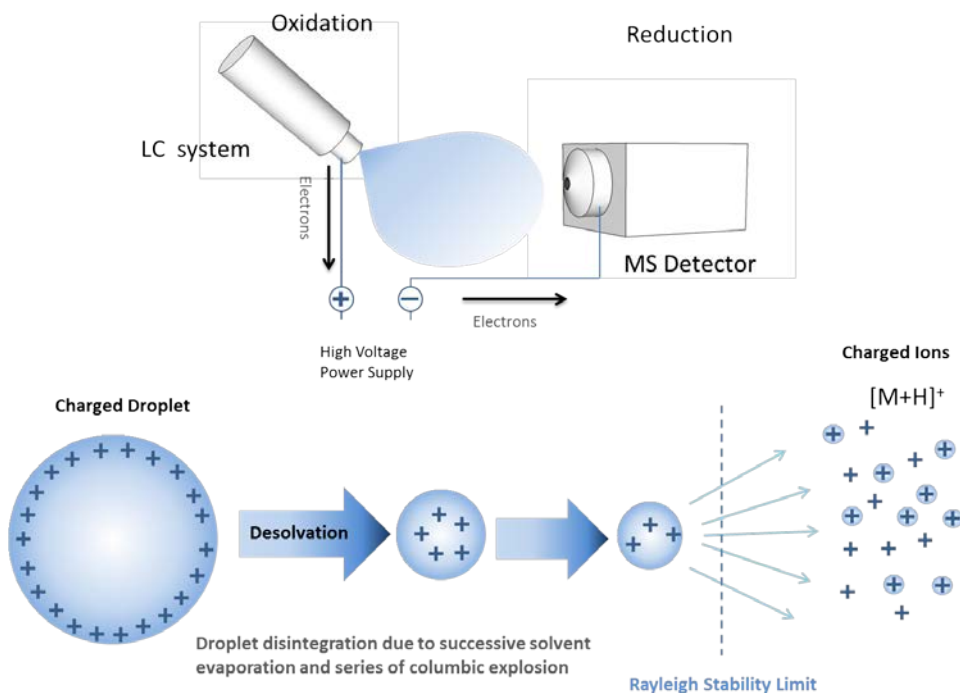 Oxidation
Reduction
LC system
Electrons
MS Detector
+
−
Electrons
High Voltage
Power Supply
Charged Ions
[M+H]⁺
Charged Droplet
Desolvation
Droplet disintegration due to successive solvent
evaporation and series of columbic explosion
Rayleigh Stability Limit